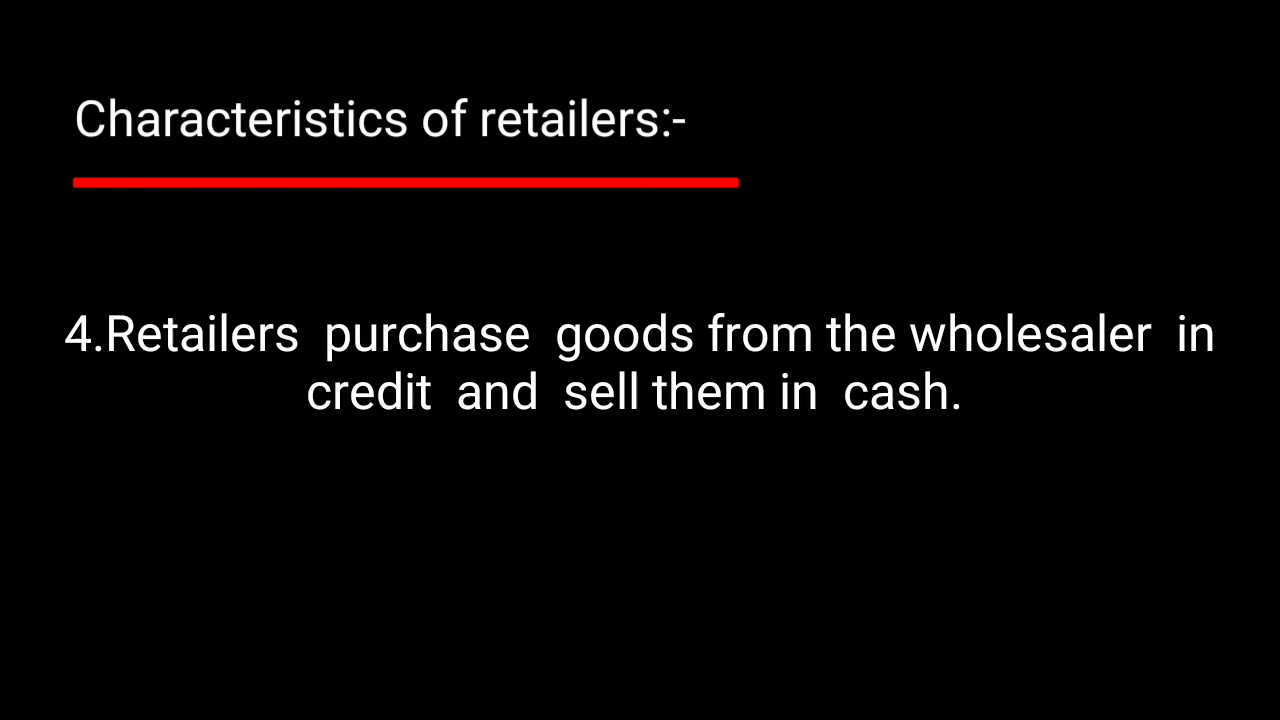 Characteristics of retailers:-
4.Retailers purchase goods from the wholesaler in
credit and sell them in cash.